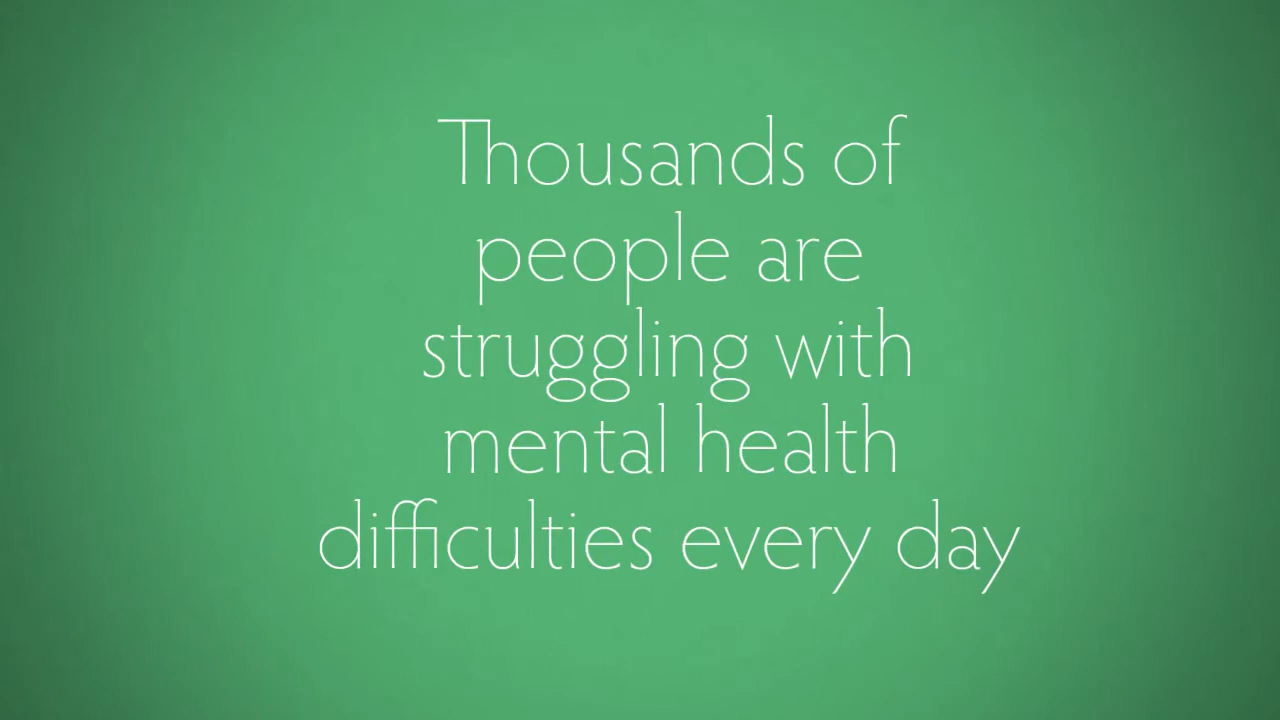 Thousands of
people are
struggling with
mental health
difficulties every day